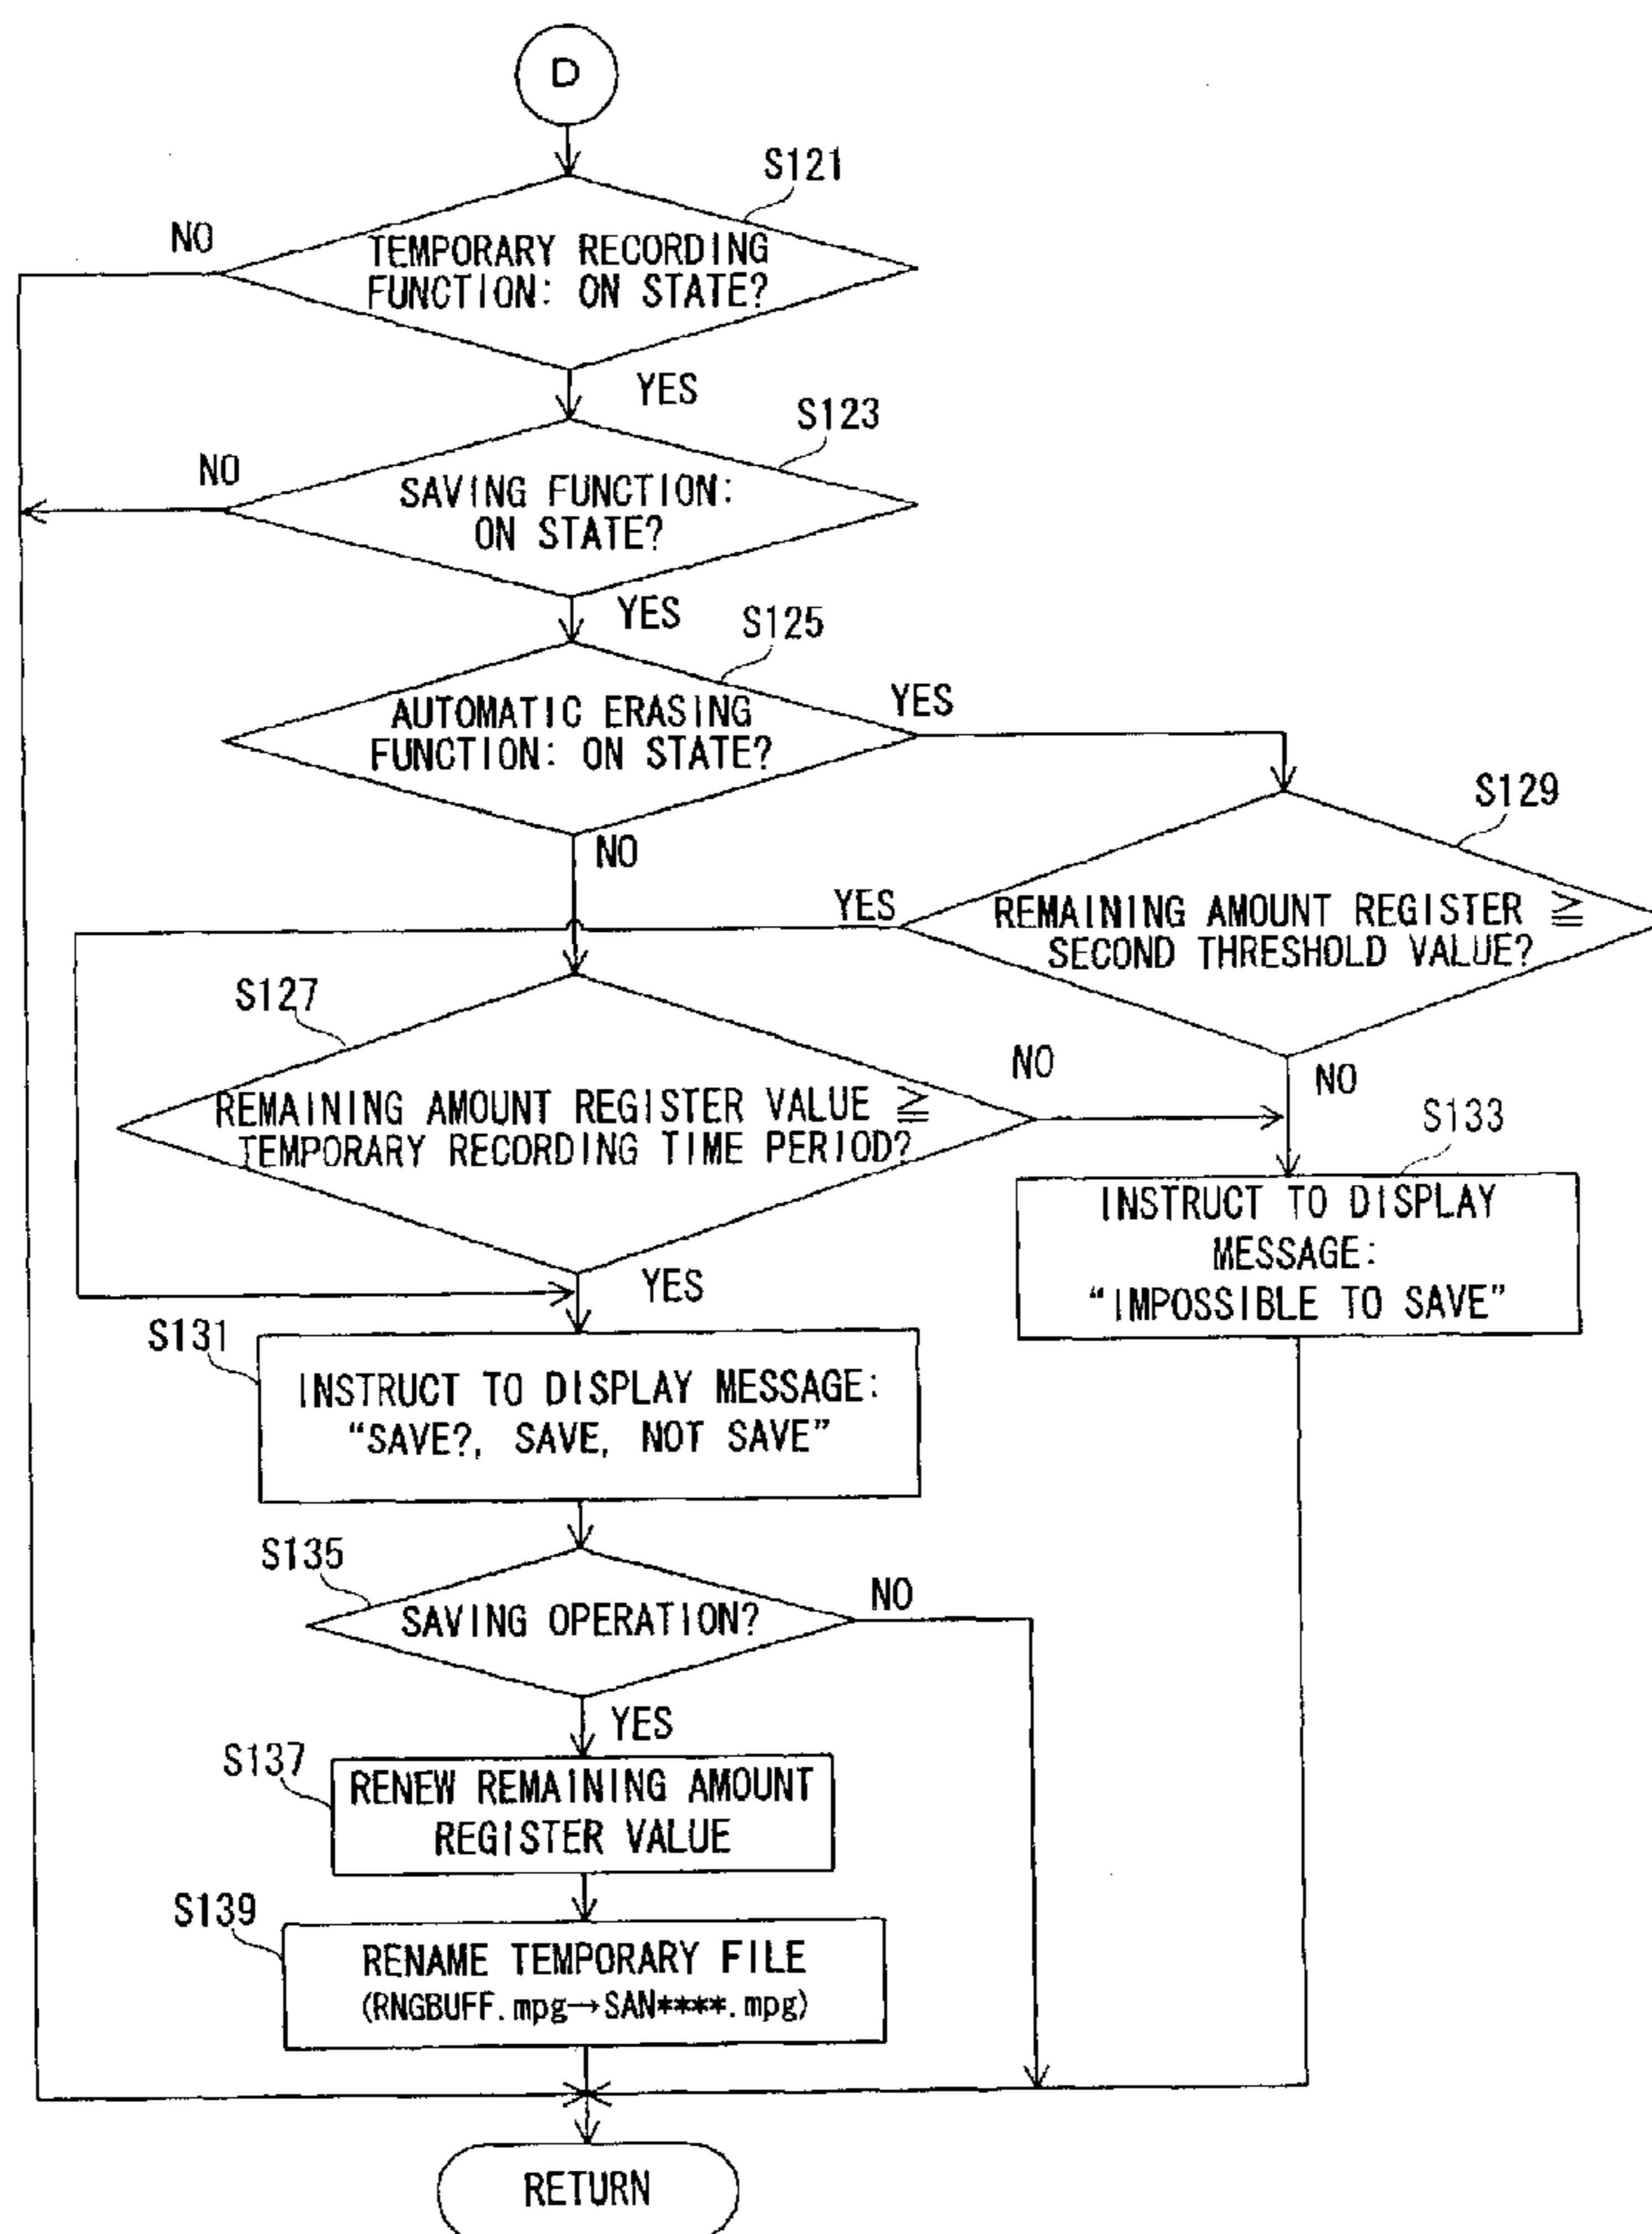 D
S121
NO
TEMPORARY RECORDING
FUNCTION: ON STATE?
YES
S123
NO
SAVING FUNCTION:
ON STATE?
YES
S125
AUTOMATIC ERASING
FUNCTION: ON STATE?
YES
S129
NO
YES
REMAINING AMOUNT REGISTER ≧
SECOND THRESHOLD VALUE?
S127
NO
NO
REMAINING AMOUNT REGISTER VALUE ≧
TEMPORARY RECORDING TIME PERIOD?
S133
INSTRUCT TO DISPLAY
MESSAGE:
“IMPOSSIBLE TO SAVE”
YES
S131
INSTRUCT TO DISPLAY MESSAGE:
“SAVE?, SAVE, NOT SAVE”
S135
SAVING OPERATION?
NO
YES
S137
RENEW REMAINING AMOUNT
REGISTER VALUE
S139
RENAME TEMPORARY FILE
(RNGBUFF.mpg→SAN****.mpg)
RETURN